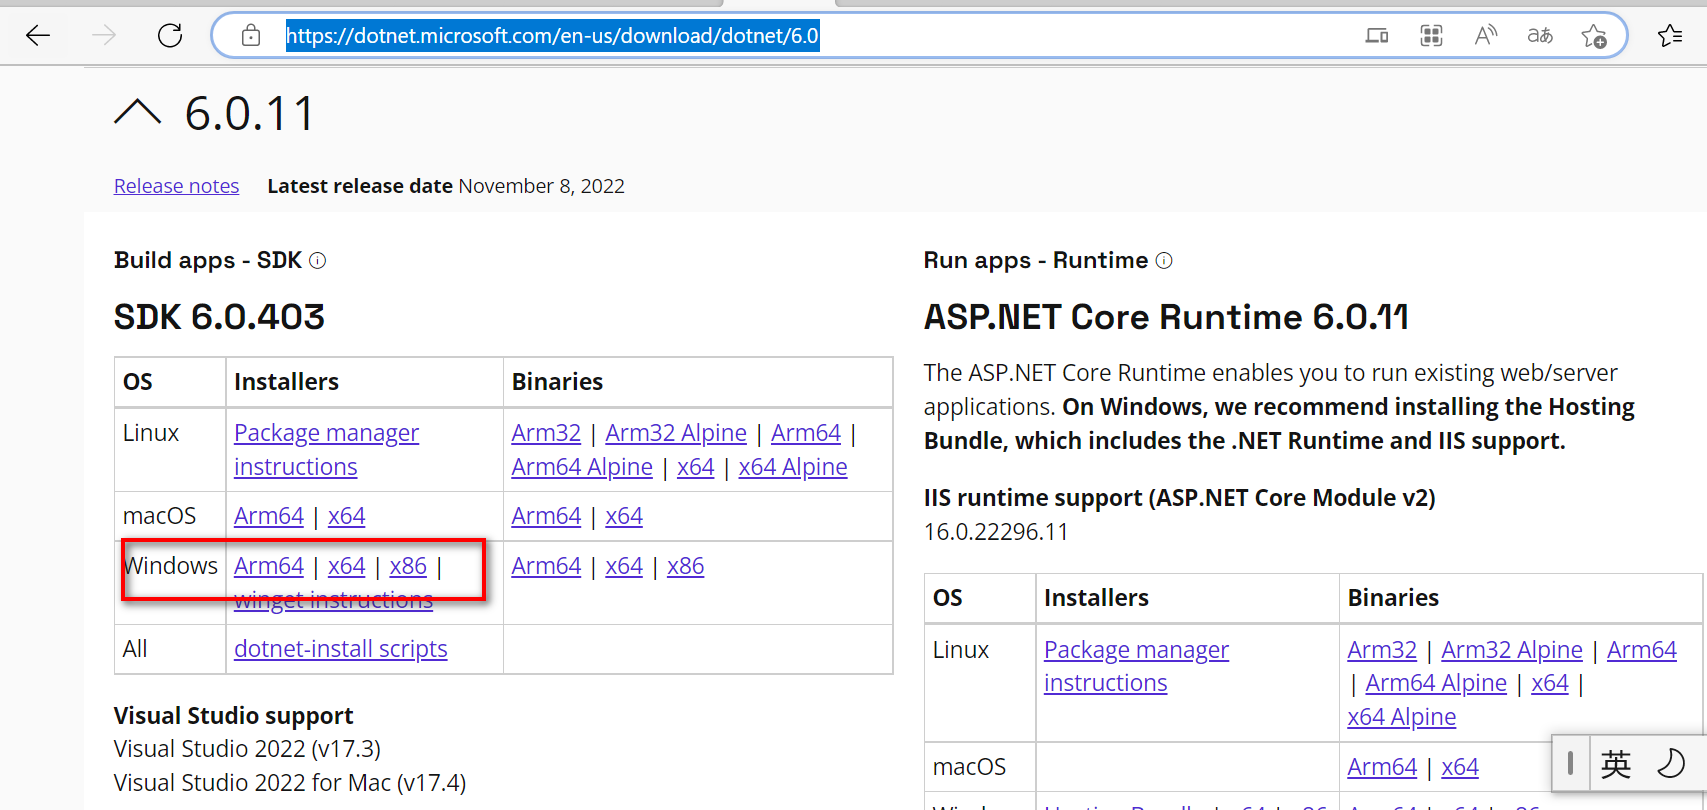 https://dotnet.microsoft.com/en-us/download/dotnet/6.0
6.0.11
Release notes Latest release date November 8, 2022
Build apps - SDK
SDK 6.0.403
OS Installers Binaries
Linux Package manager instructions Arm32 | Arm32 Alpine | Arm64 | Arm64 Alpine | x64 | x64 Alpine
macOS Arm64 | x64 Arm64 | x64
Windows Arm64 | x64 | x86 | winget instructions Arm64 | x64 | x86
All dotnet-install scripts
Visual Studio support
Visual Studio 2022 (v17.3)
Visual Studio 2022 for Mac (v17.4)
Run apps - Runtime
ASP.NET Core Runtime 6.0.11
The ASP.NET Core Runtime enables you to run existing web/server
applications. On Windows, we recommend installing the Hosting
Bundle, which includes the .NET Runtime and IIS support.
IIS runtime support (ASP.NET Core Module v2)
16.0.22296.11
OS Installers Binaries
Linux Package manager instructions Arm32 | Arm32 Alpine | Arm64 | Arm64 Alpine | x64 | x64 Alpine
macOS Arm64 | x64
英